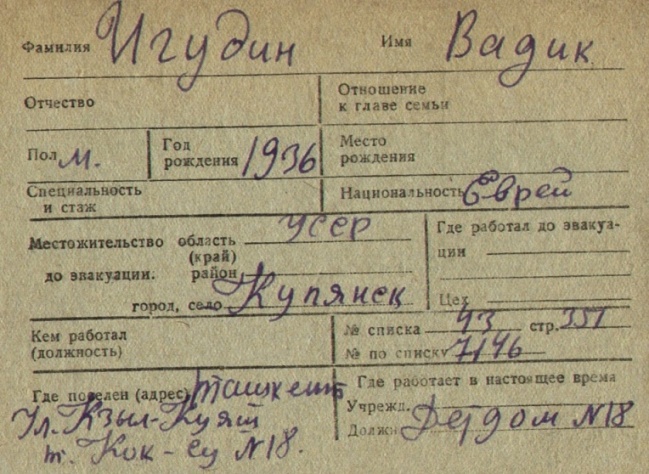 Фамилия Игудин Имя Вадик
Отчество Отношение к главе семьи
Пол м. Год рождения 1936 Место рождения
Специальность и стаж Национальность Еврей
Местожительство до эвакуации. область (край) УССР
район
город, село Купянск
Где работал до эвакуации
Цех
Кем работал (должность)
№ списка 43 стр. 351
№ по списку 7146
Где поселен (адрес) Ташкент
Ул. Кзыл-Куяш
т. Кок-су №18.
Где работает в настоящее время
Учрежд.
Должн. Детдом №18